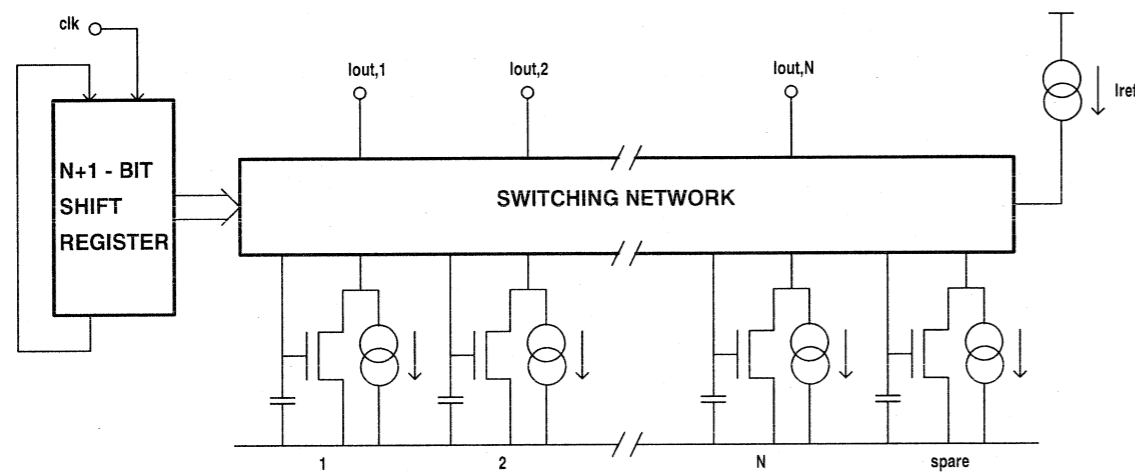 clk
Iout,1
Iout,2
Iout,N
Iref
N+1 - BIT
SHIFT
REGISTER
SWITCHING NETWORK
1
2
N
spare